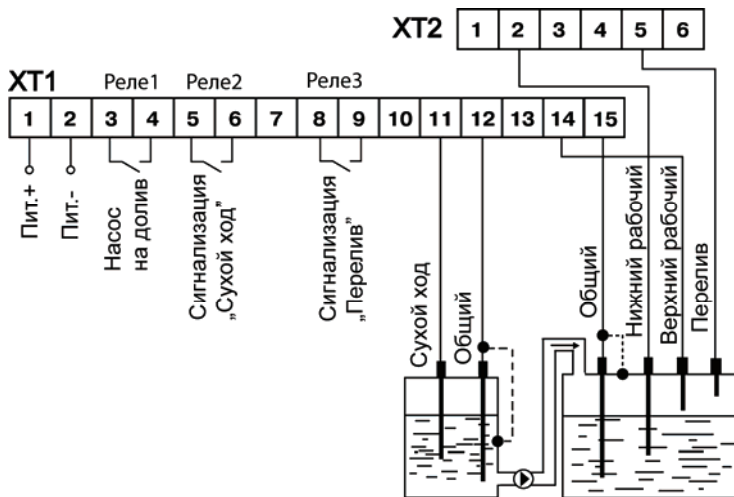 XT2
1 2 3 4 5 6
XT1
Реле1 Реле2 Реле3
1 2 3 4 5 6 7 8 9 10 11 12 13 14 15
Пит.+
Пит.-
Насос
на долив
Сигнализация
„Сухой ход”
Сигнализация
„Перелив”
Сухой ход
Общий
Общий
Нижний рабочий
Верхний рабочий
Перелив